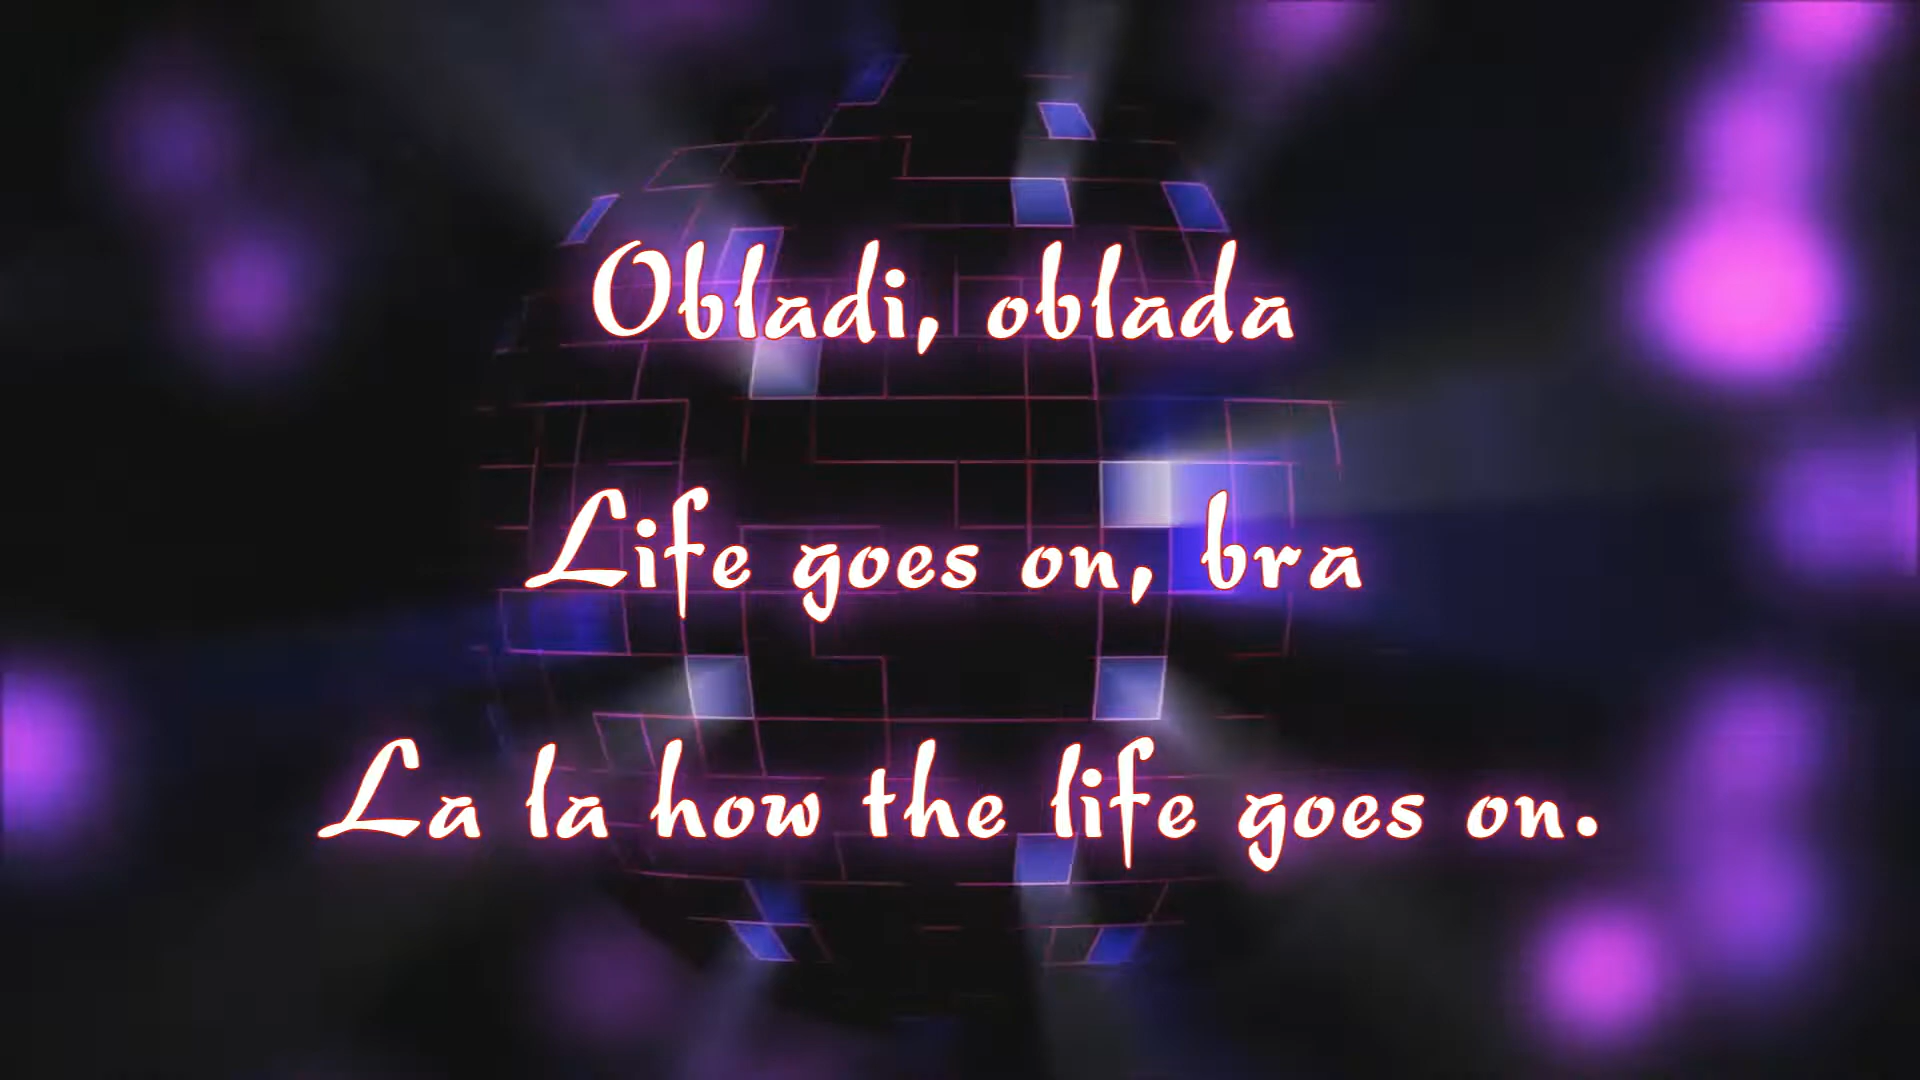 Obladi, oblada
Life goes on, bra
La la how the life goes on.